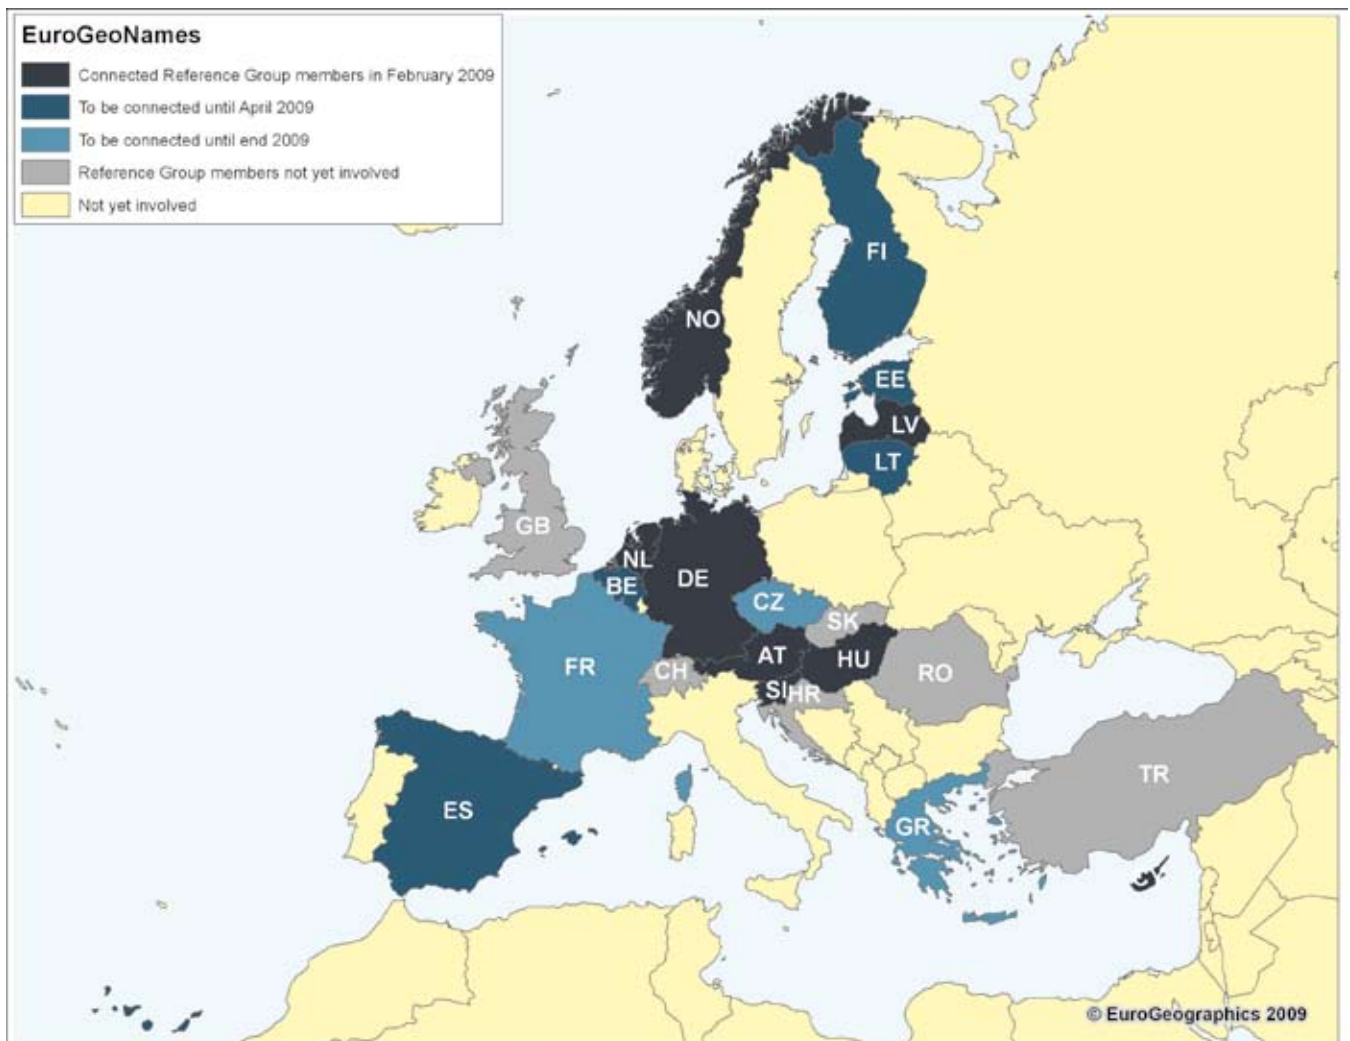 EuroGeoNames
Connected Reference Group members in February 2009
To be connected until April 2009
To be connected until end 2009
Reference Group members not yet involved
Not yet involved
FI
NO
EE
LV
LT
GB
NL
DE
BE
CZ
SK
AT
HU
FR
CH
RO
SI
HR
TR
ES
GR
© EuroGeographics 2009